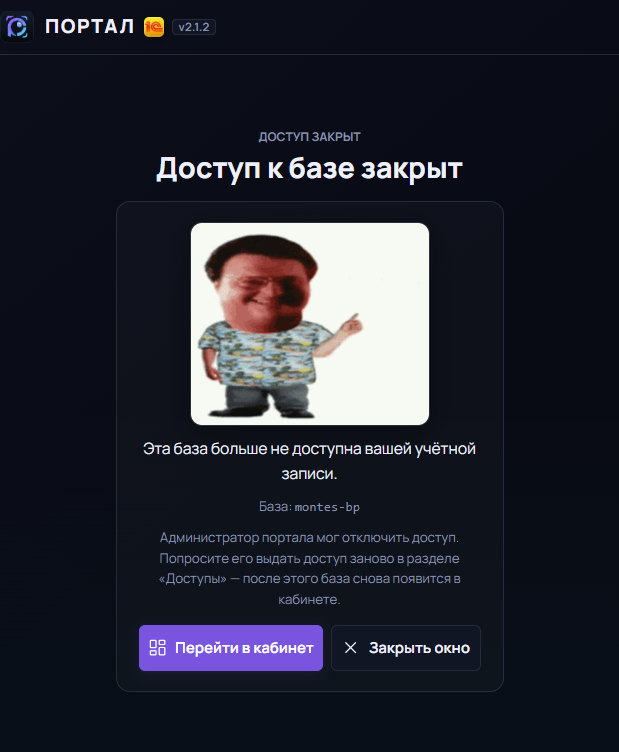 ПОРТАЛ 1С v2.1.2
ДОСТУП ЗАКРЫТ
Доступ к базе закрыт
Эта база больше не доступна вашей учётной
записи.
База: montes-bp
Администратор портала мог отключить доступ.
Попросите его выдать доступ заново в разделе
«Доступы» — после этого база снова появится в
кабинете.
Перейти в кабинет
Закрыть окно